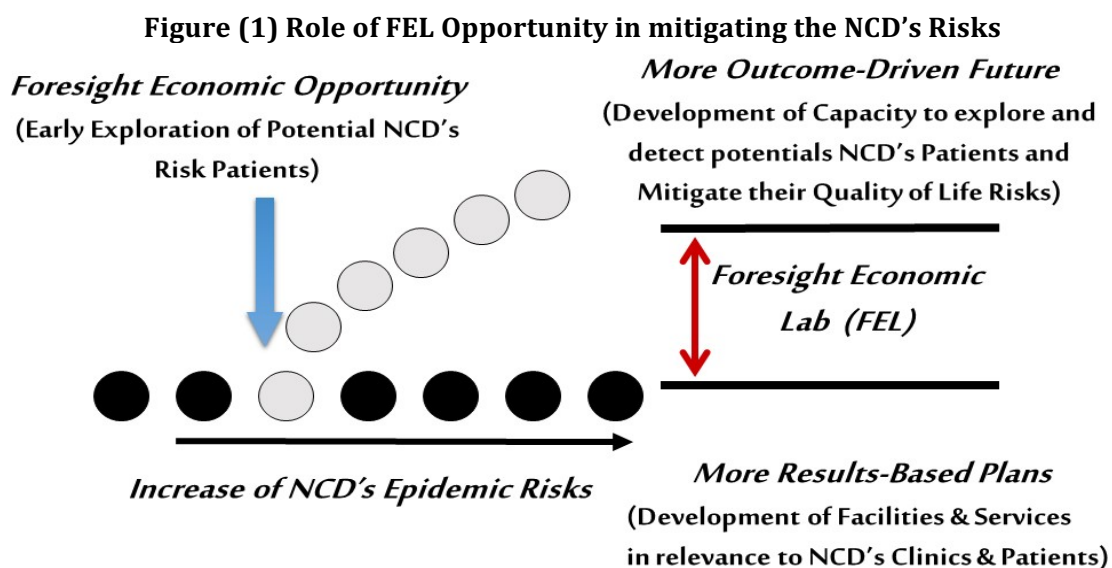 Figure (1) Role of FEL Opportunity in mitigating the NCD's Risks
Foresight Economic Opportunity
(Early Exploration of Potential NCD's
Risk Patients)
More Outcome-Driven Future
(Development of Capacity to explore and
detect potentials NCD's Patients and
Mitigate their Quality of Life Risks)
Foresight Economic
Lab (FEL)
Increase of NCD's Epidemic Risks
More Results-Based Plans
(Development of Facilities & Services
in relevance to NCD's Clinics & Patients)